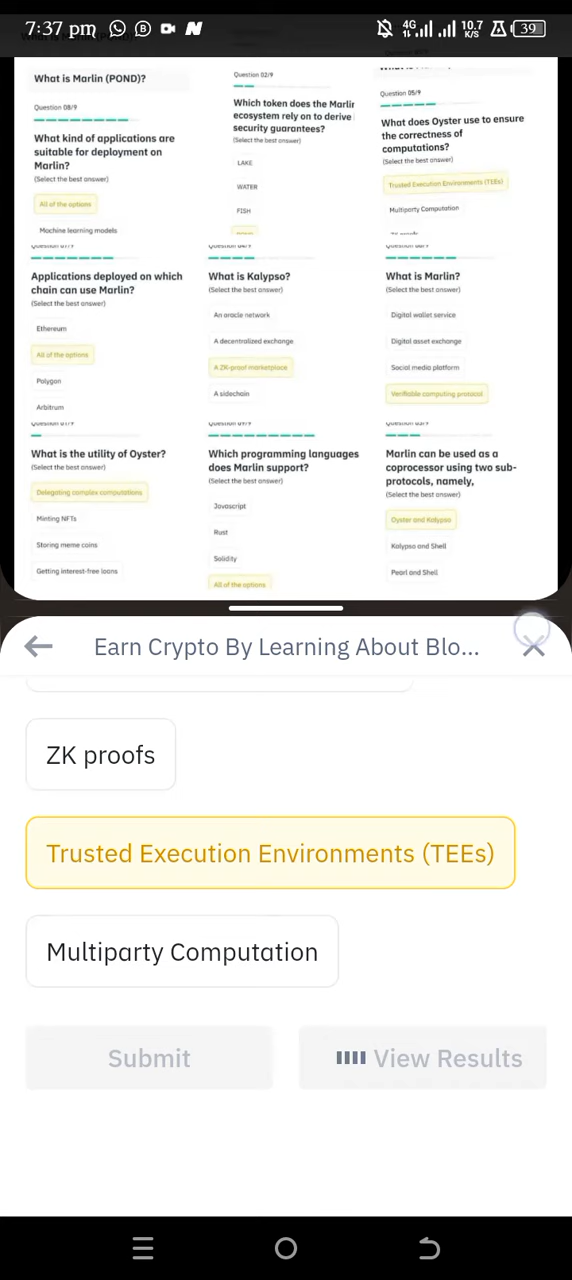 7:37 pm
4G
10.7
K/S
39
What is Marlin (POND)?
Question 08/9
What kind of applications are
suitable for deployment on
Marlin?
(Select the best answer)
All of the options
Machine learning models
Question 02/9
Which token does the Marlin
ecosystem rely on to derive
security guarantees?
(Select the best answer)
LAKE
WATER
FISH
Question 05/9
What does Oyster use to ensure
the correctness of
computations?
(Select the best answer)
Trusted Execution Environments (TEEs)
Multiparty Computation
Applications deployed on which
chain can use Marlin?
(Select the best answer)
Ethereum
All of the options
Polygon
Arbitrum
What is Kalypso?
(Select the best answer)
An oracle network
A decentralized exchange
A ZK-proof marketplace
A sidechain
What is Marlin?
(Select the best answer)
Digital wallet service
Digital asset exchange
Social media platform
Verifiable computing protocol
What is the utility of Oyster?
(Select the best answer)
Delegating complex computations
Minting NFTs
Storing meme coins
Getting interest-free loans
Which programming languages
does Marlin support?
(Select the best answer)
Javascript
Rust
Solidity
All of the options
Marlin can be used as a
coprocessor using two sub-
protocols, namely,
(Select the best answer)
Oyster and Kalypso
Kalypso and Shell
Pearl and Shell
Earn Crypto By Learning About Blo...
ZK proofs
Trusted Execution Environments (TEEs)
Multiparty Computation
Submit
View Results